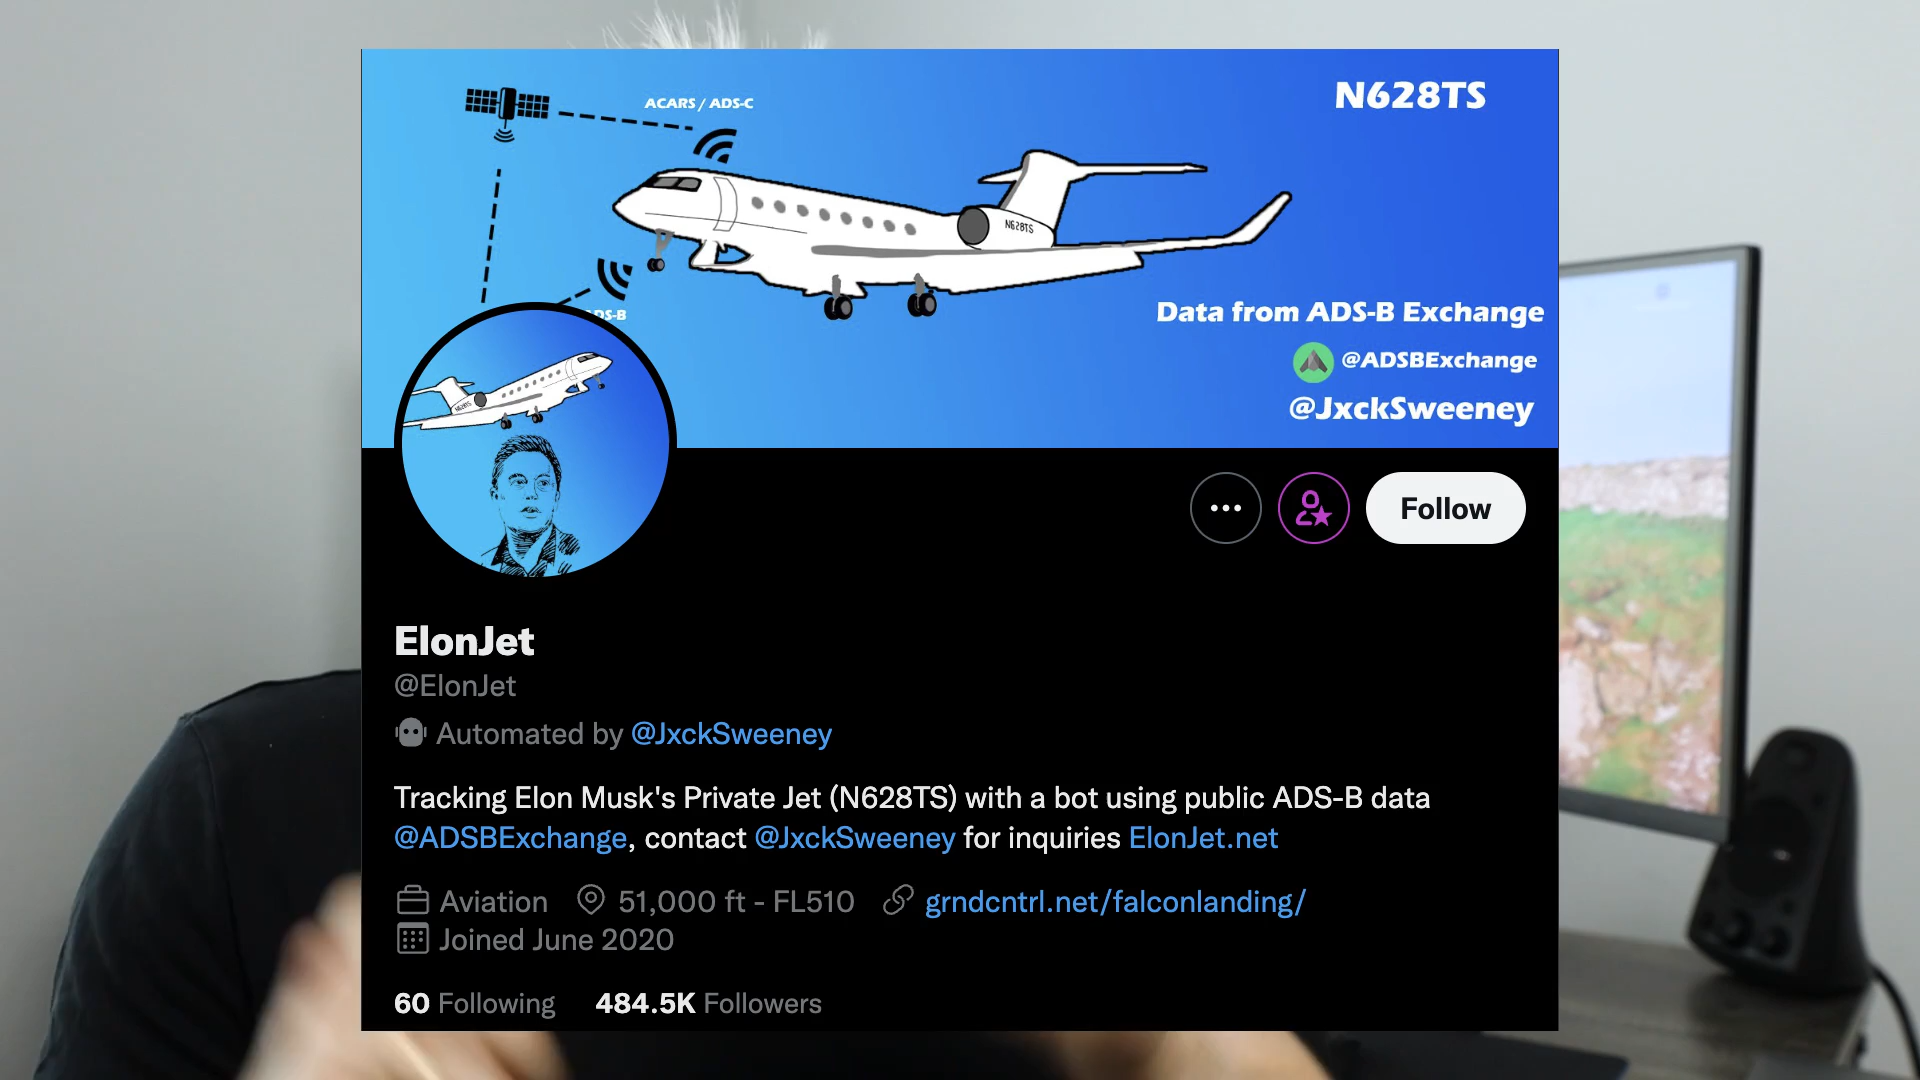 N628TS
ACARS / ADS-C
N628TS
ADS-B
Data from ADS-B Exchange
@ADSBExchange
@JxckSweeney
N628TS
Follow
ElonJet
@ElonJet
Automated by @JxckSweeney
Tracking Elon Musk's Private Jet (N628TS) with a bot using public ADS-B data
@ADSBExchange, contact @JxckSweeney for inquiries ElonJet.net
Aviation 51,000 ft - FL510 grndcntrl.net/falconlanding/
Joined June 2020
60 Following 484.5K Followers